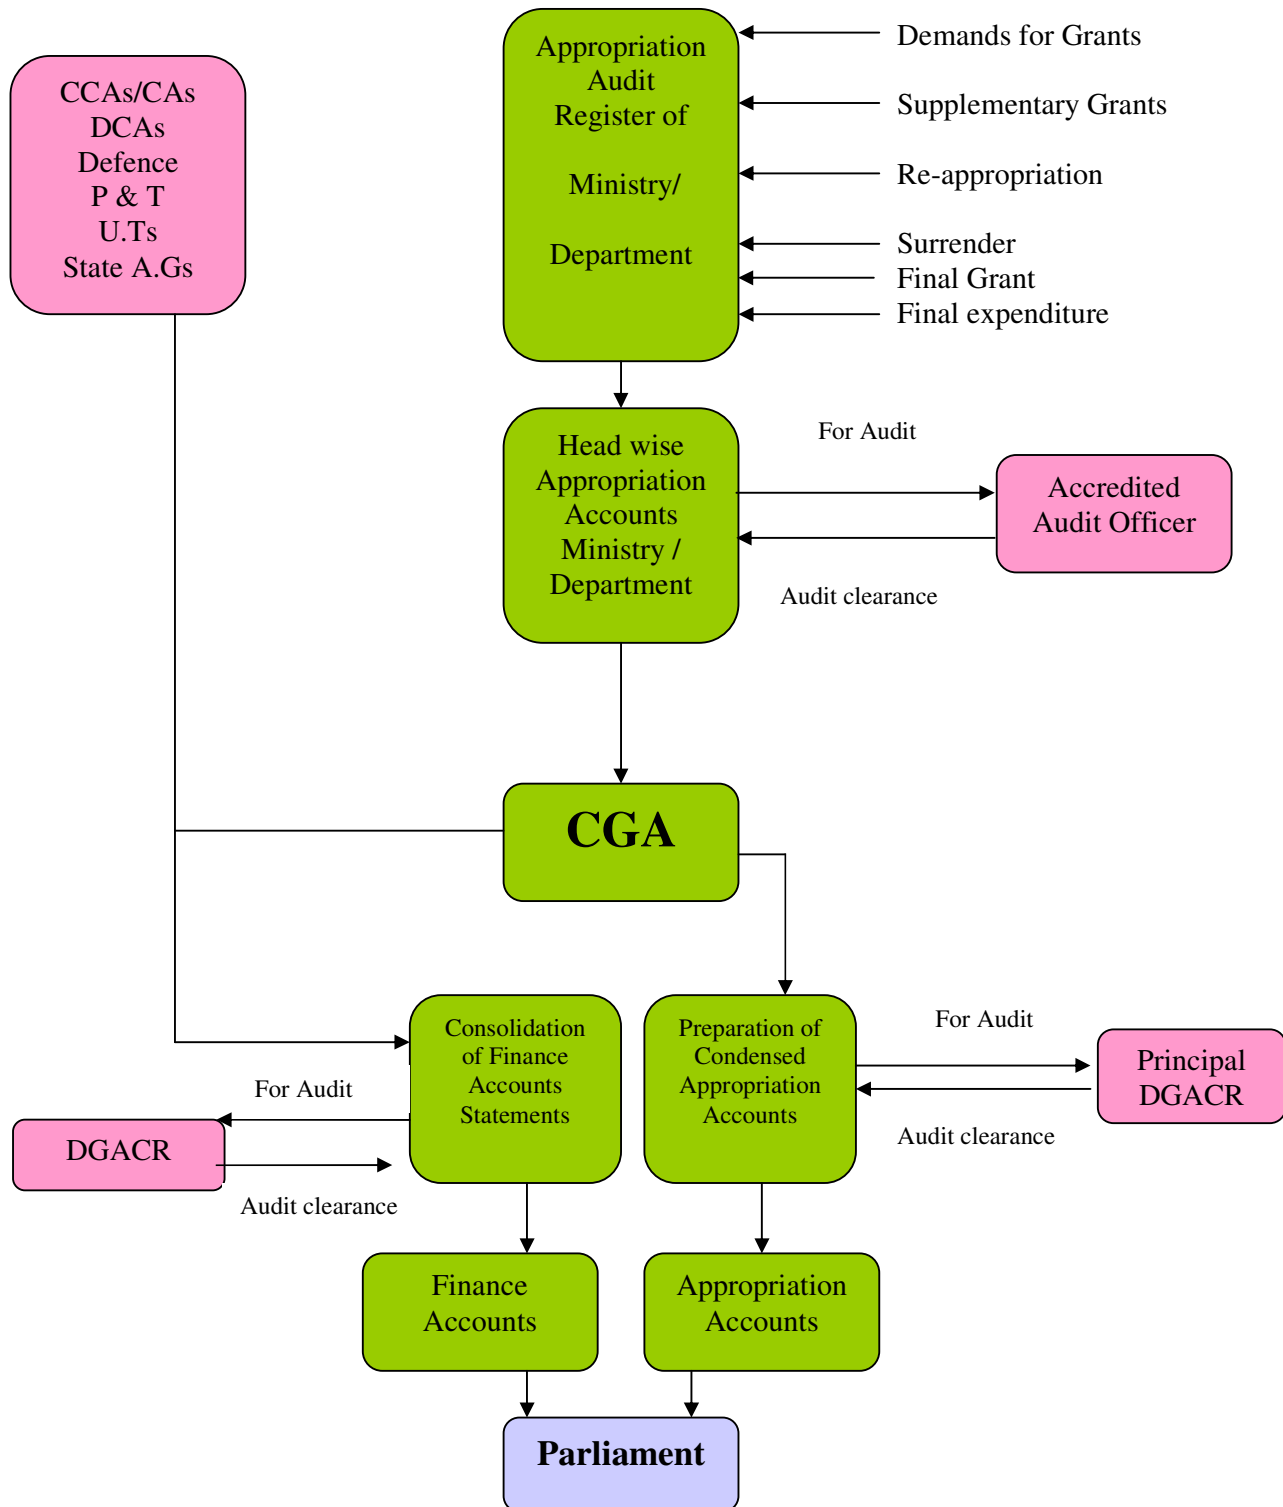 CCAs/CAs
DCAs
Defence
P & T
U.Ts
State A.Gs
Appropriation
Audit
Register of
Ministry/
Department
Demands for Grants
Supplementary Grants
Re-appropriation
Surrender
Final Grant
Final expenditure
Head wise
Appropriation
Accounts
Ministry /
Department
For Audit
Accredited
Audit Officer
Audit clearance
CGA
Consolidation
of Finance
Accounts
Statements
For Audit
DGACR
Audit clearance
Preparation of
Condensed
Appropriation
Accounts
For Audit
Principal
DGACR
Audit clearance
Finance
Accounts
Appropriation
Accounts
Parliament